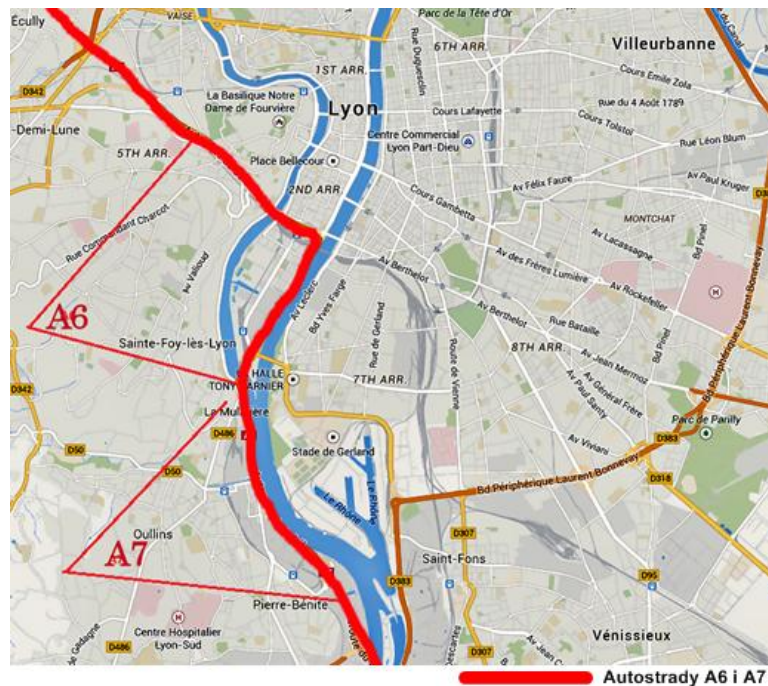 Écully
VAISE
Parc de la Tête d'Or
6TH ARR.
Villeurbanne
Rue du Canal
Rue Duguesclin
1ST ARR.
Cours Emile Zola
D342
La Basilique Notre
Dame de Fourvière
Lyon
Cours Lafayette
Rue du 4 Août 1789
Cours Tolstoï
-Demi-Lune
Centre Commercial
Lyon Part-Dieu
Rue Léon Blum
5TH ARR.
Place Bellecour
Av Félix Faure
Av Paul Kruger
2ND ARR.
Cours Gambetta
MONTCHAT
Rue Commandant Charcot
Av Lacassagne
Bd Pinel
Av Valioud
Av Berthelot
Av des Frères Lumière
Av Rockefeller
Av Leclerc
Bd Yves Farge
A6
Av Berthelot
Rue Bataille
Bd Pinel
Bd Périphérique Laurent Bonnevay
Sainte-Foy-lès-Lyon
Rue de Gerland
Route de Vienne
8TH ARR.
Av Jean Mermoz
HALLE
TONY GARNIER
7TH ARR.
Av Général Frère
Av Paul Santy
D342
Parc de Parilly
D486
Stade de Gerland
Av Viviani
D383
D50
D50
Bd Périphérique Laurent Bonnevay
D318
Le Rhône
Le Rhône
Oullins
D307
A7
Saint-Fons
D383
D95
Pierre-Bénite
Centre Hospitalier
Lyon-Sud
D486
Vénissieux
D307
Autostrady A6 i A7